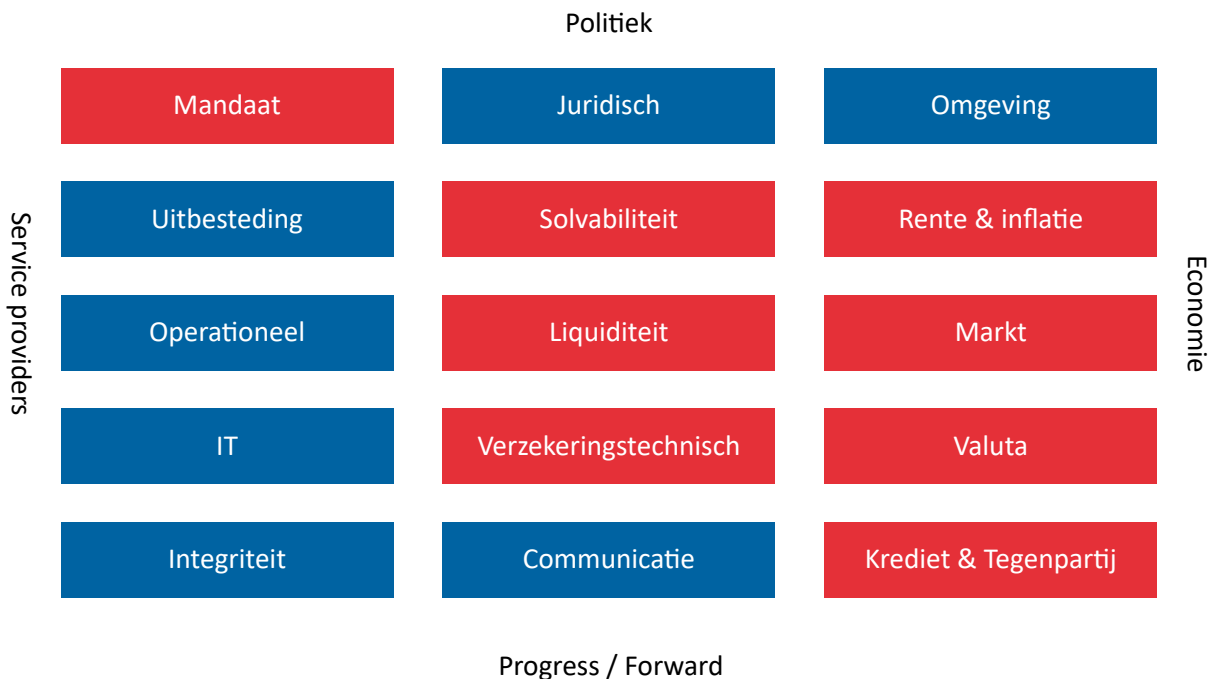 Politiek
Mandaat
Juridisch
Omgeving
Uitbesteding
Solvabiliteit
Rente & inflatie
Service providers
Economie
Operationeel
Liquiditeit
Markt
IT
Verzekeringstechnisch
Valuta
Integriteit
Communicatie
Krediet & Tegenpartij
Progress / Forward